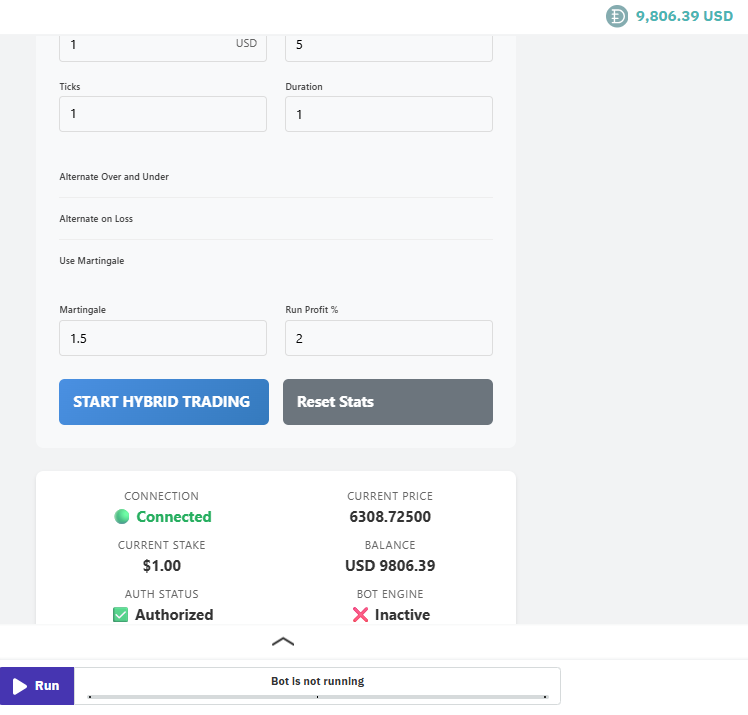 9,806.39 USD
1 USD 5
Ticks Duration
1 1
Alternate Over and Under
Alternate on Loss
Use Martingale
Martingale Run Profit %
1.5 2
START HYBRID TRADING Reset Stats
CONNECTION CURRENT PRICE
Connected 6308.72500
CURRENT STAKE BALANCE
$1.00 USD 9806.39
AUTH STATUS BOT ENGINE
Authorized Inactive
Run Bot is not running